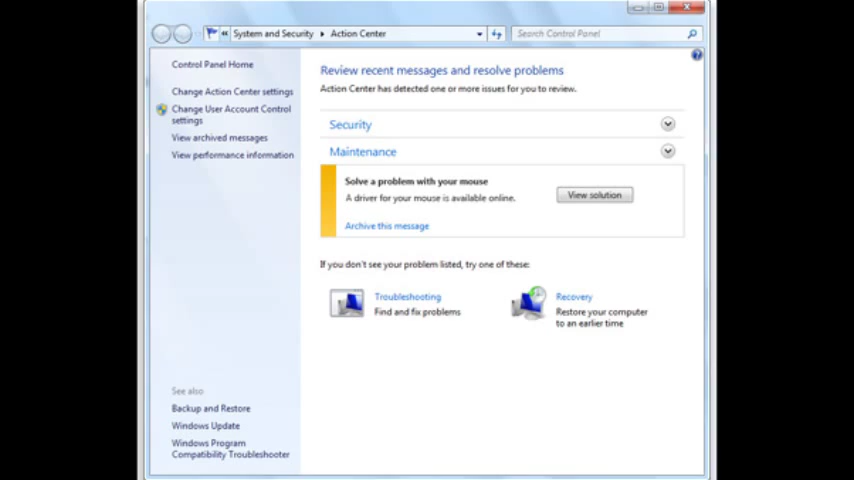 « System and Security ▸ Action Center
Search Control Panel
Control Panel Home
Change Action Center settings
Change User Account Control
settings
View archived messages
View performance information
Review recent messages and resolve problems
Action Center has detected one or more issues for you to review.
Security
Maintenance
Solve a problem with your mouse
A driver for your mouse is available online.
View solution
Archive this message
If you don't see your problem listed, try one of these:
Troubleshooting
Find and fix problems
Recovery
Restore your computer
to an earlier time
See also
Backup and Restore
Windows Update
Windows Program
Compatibility Troubleshooter